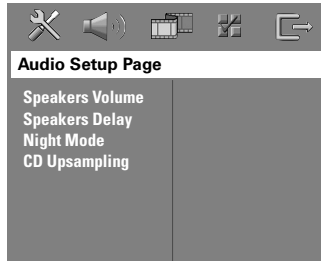 Audio Setup Page
Speakers Volume
Speakers Delay
Night Mode
CD Upsampling